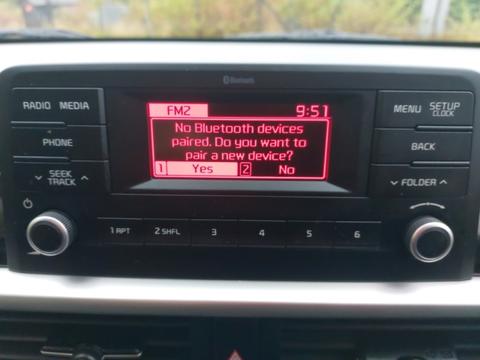 Bluetooth
RADIO MEDIA
PHONE
SEEK
TRACK
FM2 9:51
No Bluetooth devices
paired. Do you want to
pair a new device?
1 Yes 2 No
MENU SETUP
CLOCK
BACK
FOLDER
1 RPT 2 SHFL 3 4 5 6